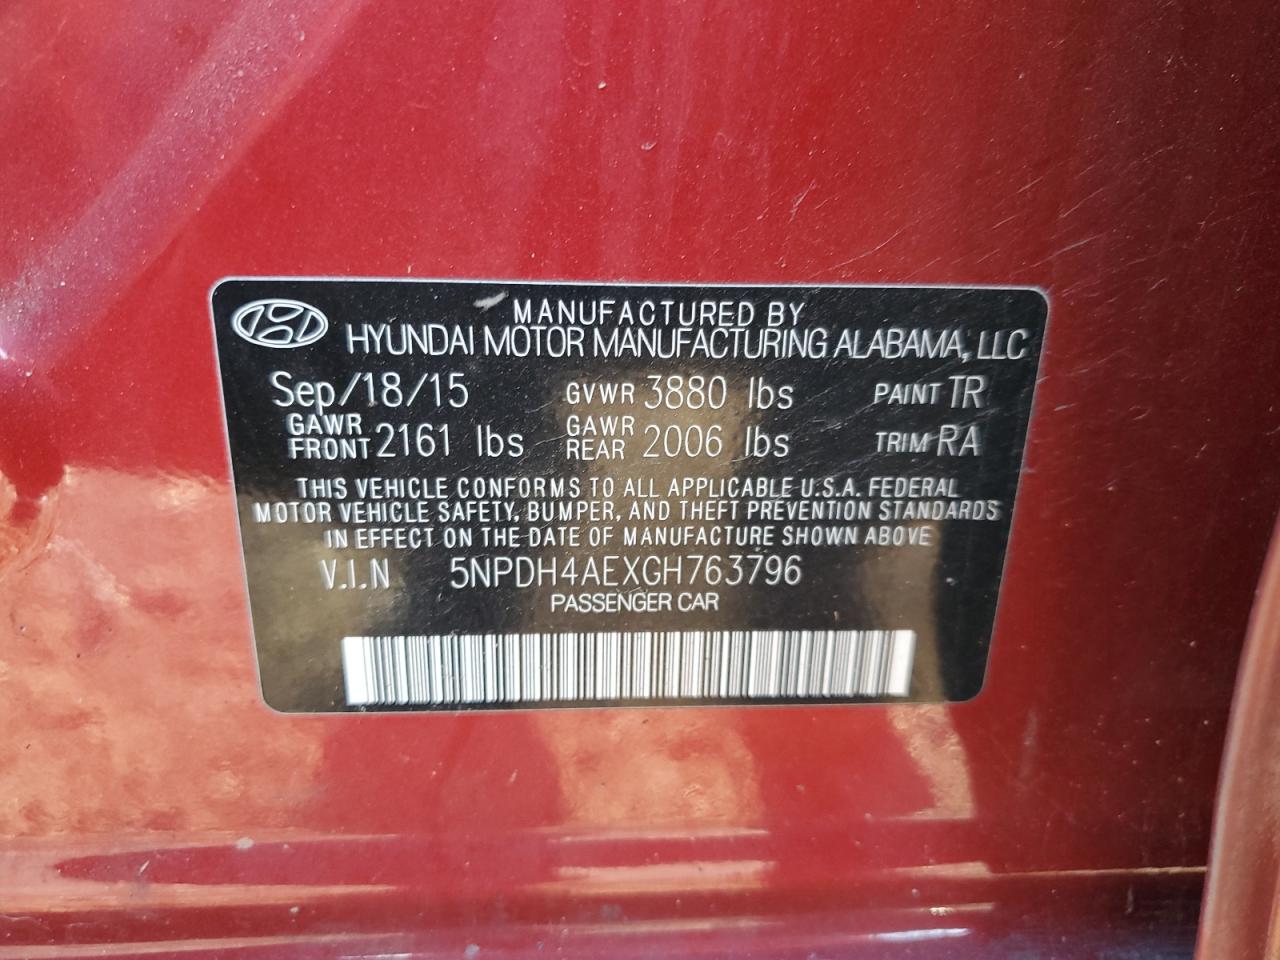 MANUFACTURED BY
HYUNDAI MOTOR MANUFACTURING ALABAMA, LLC
Sep/18/15 GVWR 3880 lbs PAINT TR
GAWR FRONT 2161 lbs GAWR REAR 2006 lbs TRIM RA
THIS VEHICLE CONFORMS TO ALL APPLICABLE U.S.A. FEDERAL
MOTOR VEHICLE SAFETY, BUMPER, AND THEFT PREVENTION STANDARDS
IN EFFECT ON THE DATE OF MANUFACTURE SHOWN ABOVE
V.I.N 5NPDH4AEXGH763796
PASSENGER CAR